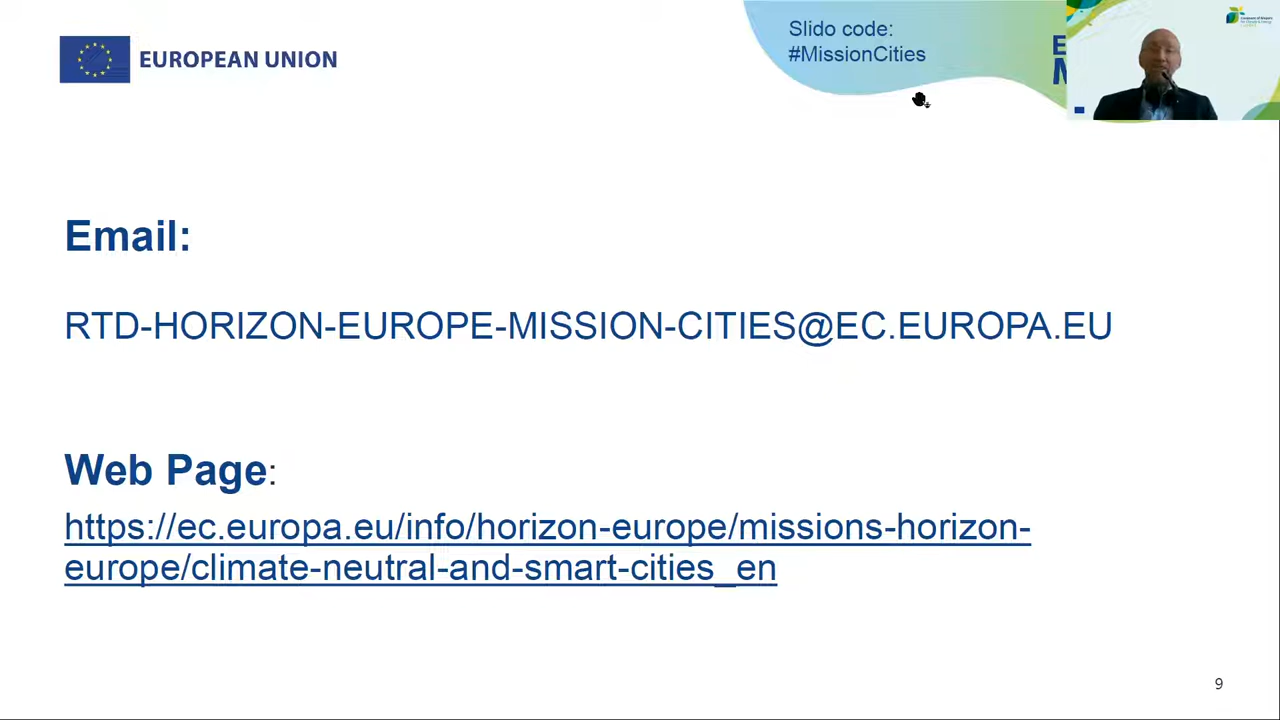 EUROPEAN UNION
Slido code:
#MissionCities
Email:
RTD-HORIZON-EUROPE-MISSION-CITIES@EC.EUROPA.EU
Web Page:
https://ec.europa.eu/info/horizon-europe/missions-horizon-
europe/climate-neutral-and-smart-cities_en
9